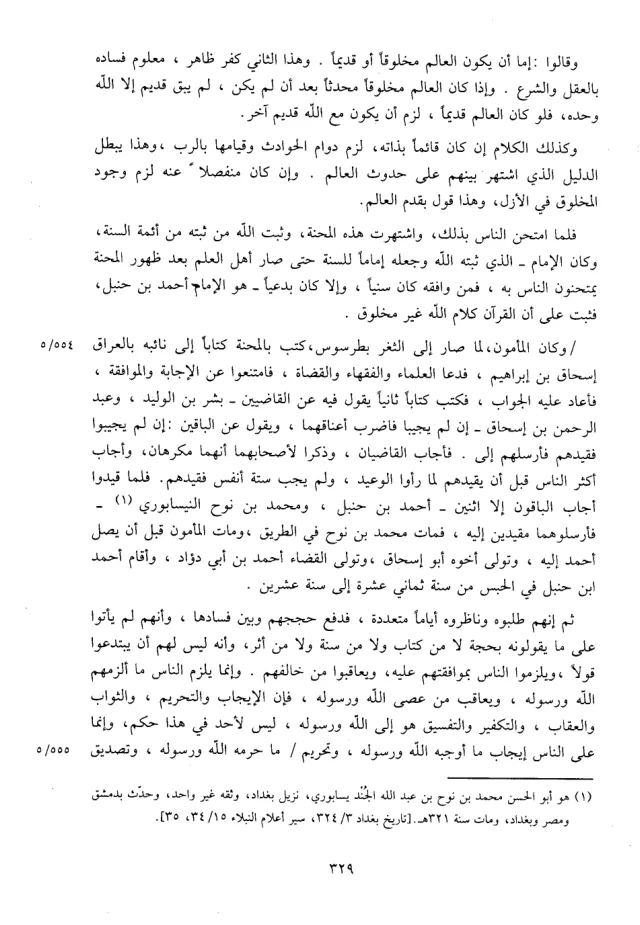 وقالوا : إما أن يكون العالم مخلوقاً أو قديماً . وهذا الثاني كفر ظاهر ، معلوم فساده
بالعقل والشرع . وإذا كان العالم مخلوقاً محدثاً بعد أن لم يكن ، لم يبق قديم إلا الله
وحده، فلو كان العالم قديماً ، لزم أن يكون مع الله قديم آخر.
وكذلك الكلام إن كان قائماً بذاته، لزم دوام الحوادث وقيامها بالرب ،وهذا يبطل
الدليل الذي اشتهر بينهم على حدوث العالم . وإن كان منفصلاً عنه لزم وجود
المخلوق في الأزل، وهذا قول بقدم العالم.
فلما امتحن الناس بذلك، واشتهرت هذه المحنة، وثبت الله من ثبته من أئمة السنة،
وكان الإمام ـ الذي ثبته الله وجعله إماماً للسنة حتى صار أهل العلم بعد ظهور المحنة
يمتحنون الناس به ، فمن وافقه كان سنياً ، وإلا كان بدعياً ـ هو الإمام أحمد بن حنبل،
فثبت على أن القرآن كلام الله غير مخلوق .
/ وكان المأمون،لما صار إلى الثغر بطرسوس،كتب بالمحنة كتاباً إلى نائبه بالعراق ٥/٥٥٤
إسحاق بن إبراهيم ، فدعا العلماء والفقهاء والقضاة ، فامتنعوا عن الإجابة والموافقة ،
فأعاد عليه الجواب ، فكتب كتاباً ثانياً يقول فيه عن القاضيين ـ بشر بن الوليد ، وعبد
الرحمن بن إسحاق ـ إن لم يجيبا فاضرب أعناقهما ، ويقول عن الباقين :إن لم يجيبوا
فقيدهم فأرسلهم إلى . فأجاب القاضيان ، وذكرا لأصحابهما أنهما مكرهان، وأجاب
أكثر الناس قبل أن يقيدهم لما رأوا الوعيد ، ولم يجب ستة أنفس فقيدهم. فلما قيدوا
أجاب الباقون إلا اثنين ـ أحمد بن حنبل ، ومحمد بن نوح النيسابوري (١) ـ
فأرسلوهما مقيدين إليه ، فمات محمد بن نوح في الطريق ،ومات المأمون قبل أن يصل
أحمد إليه ، وتولى أخوه أبو إسحاق ،وتولى القضاء أحمد بن أبي دؤاد ، وأقام أحمد
ابن حنبل في الحبس من سنة ثماني عشرة إلى سنة عشرين .
ثم إنهم طلبوه وناظروه أياماً متعددة ، فدفع حججهم وبين فسادها ، وأنهم لم يأتوا
على ما يقولونه بحجة لا من كتاب ولا من سنة ولا من أثر، وأنه ليس لهم أن يبتدعوا
قولاً ،ويلزموا الناس بموافقتهم عليه، ويعاقبوا من خالفهم . وإنما يلزم الناس ما ألزمهم
الله ورسوله ، ويعاقب من عصى الله ورسوله ، فإن الإيجاب والتحريم ، والثواب
والعقاب ، والتكفير والتفسيق هو إلى الله ورسوله ، ليس لأحد في هذا حكم، وإنما
على الناس إيجاب ما أوجبه الله ورسوله ، وتحريم / ما حرمه الله ورسوله ، وتصديق ٥/٥٥٥
(١) هو أبو الحسن محمد بن نوح بن عبد الله الجُنْد يسابوري، نزيل بغداد، وثقه غير واحد، وحدّث بدمشق
ومصر وبغداد، ومات سنة ٣٢١هـ.[تاريخ بغداد ٣/ ٣٢٤، سير أعلام النبلاء ١٥/ ٣٤، ٣٥].
٣٢٩